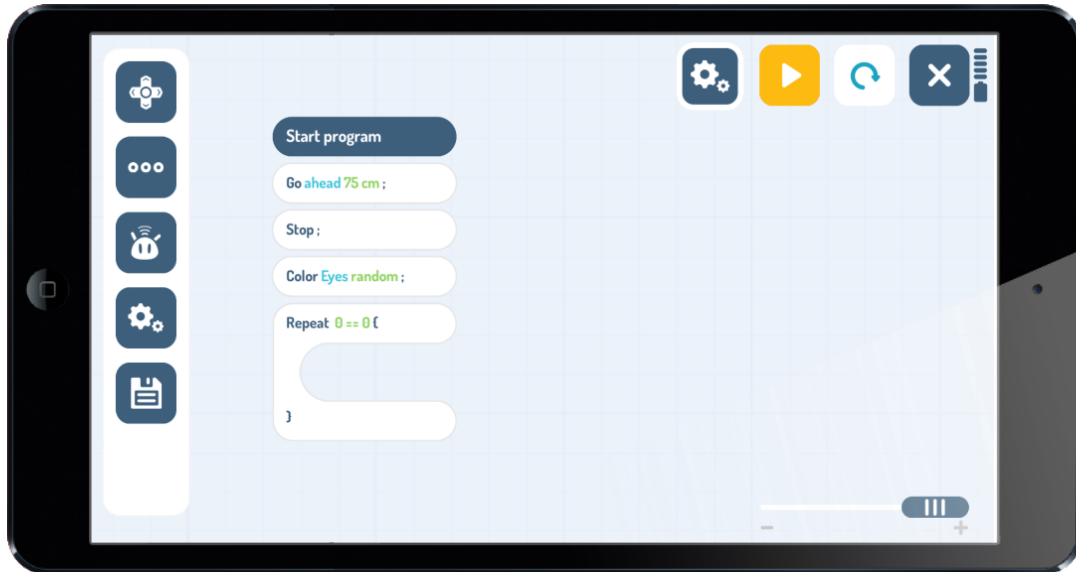 Start program
Go ahead 75 cm ;
Stop ;
Color Eyes random ;
Repeat 0 == 0 {
}